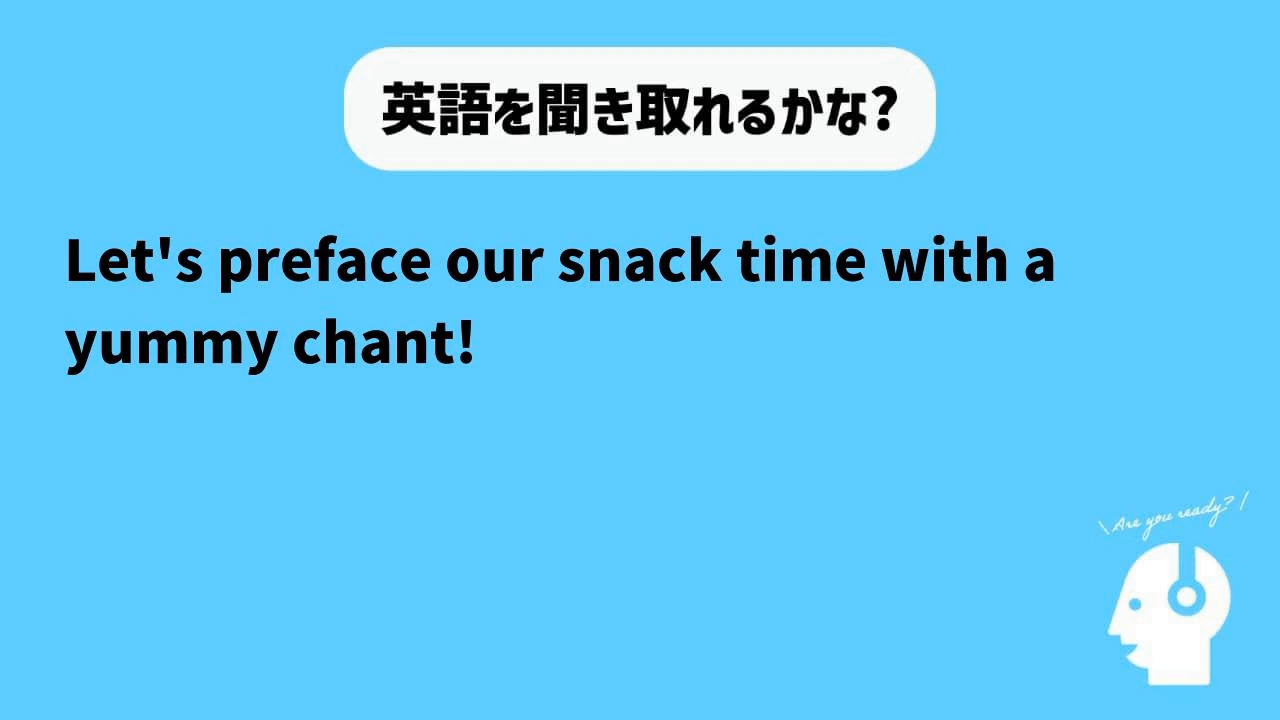 英語を聞き取れるかな?
Let's preface our snack time with a
yummy chant!
\ Are you ready? /